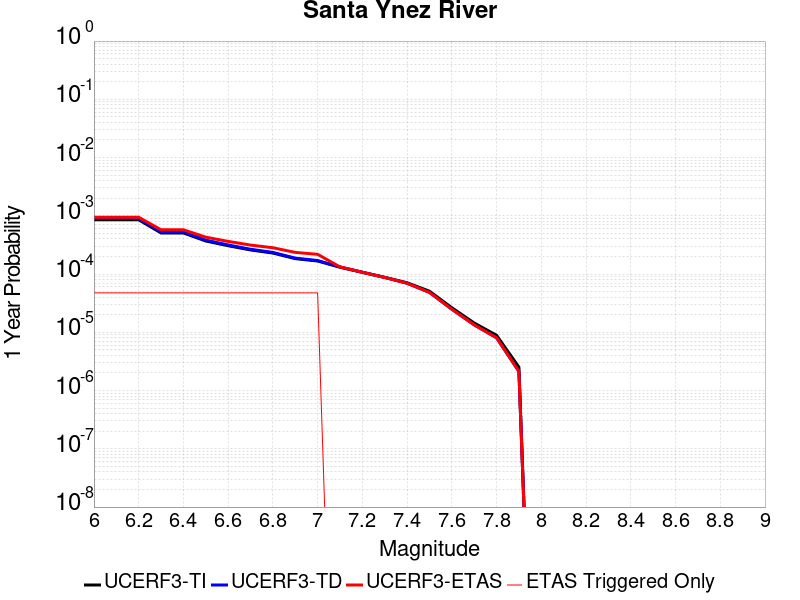 Santa Ynez River
1 Year Probability
10^0
10^-1
10^-2
10^-3
10^-4
10^-5
10^-6
10^-7
10^-8
6 6.2 6.4 6.6 6.8 7 7.2 7.4 7.6 7.8 8 8.2 8.4 8.6 8.8 9
Magnitude
UCERF3-TI UCERF3-TD UCERF3-ETAS ETAS Triggered Only